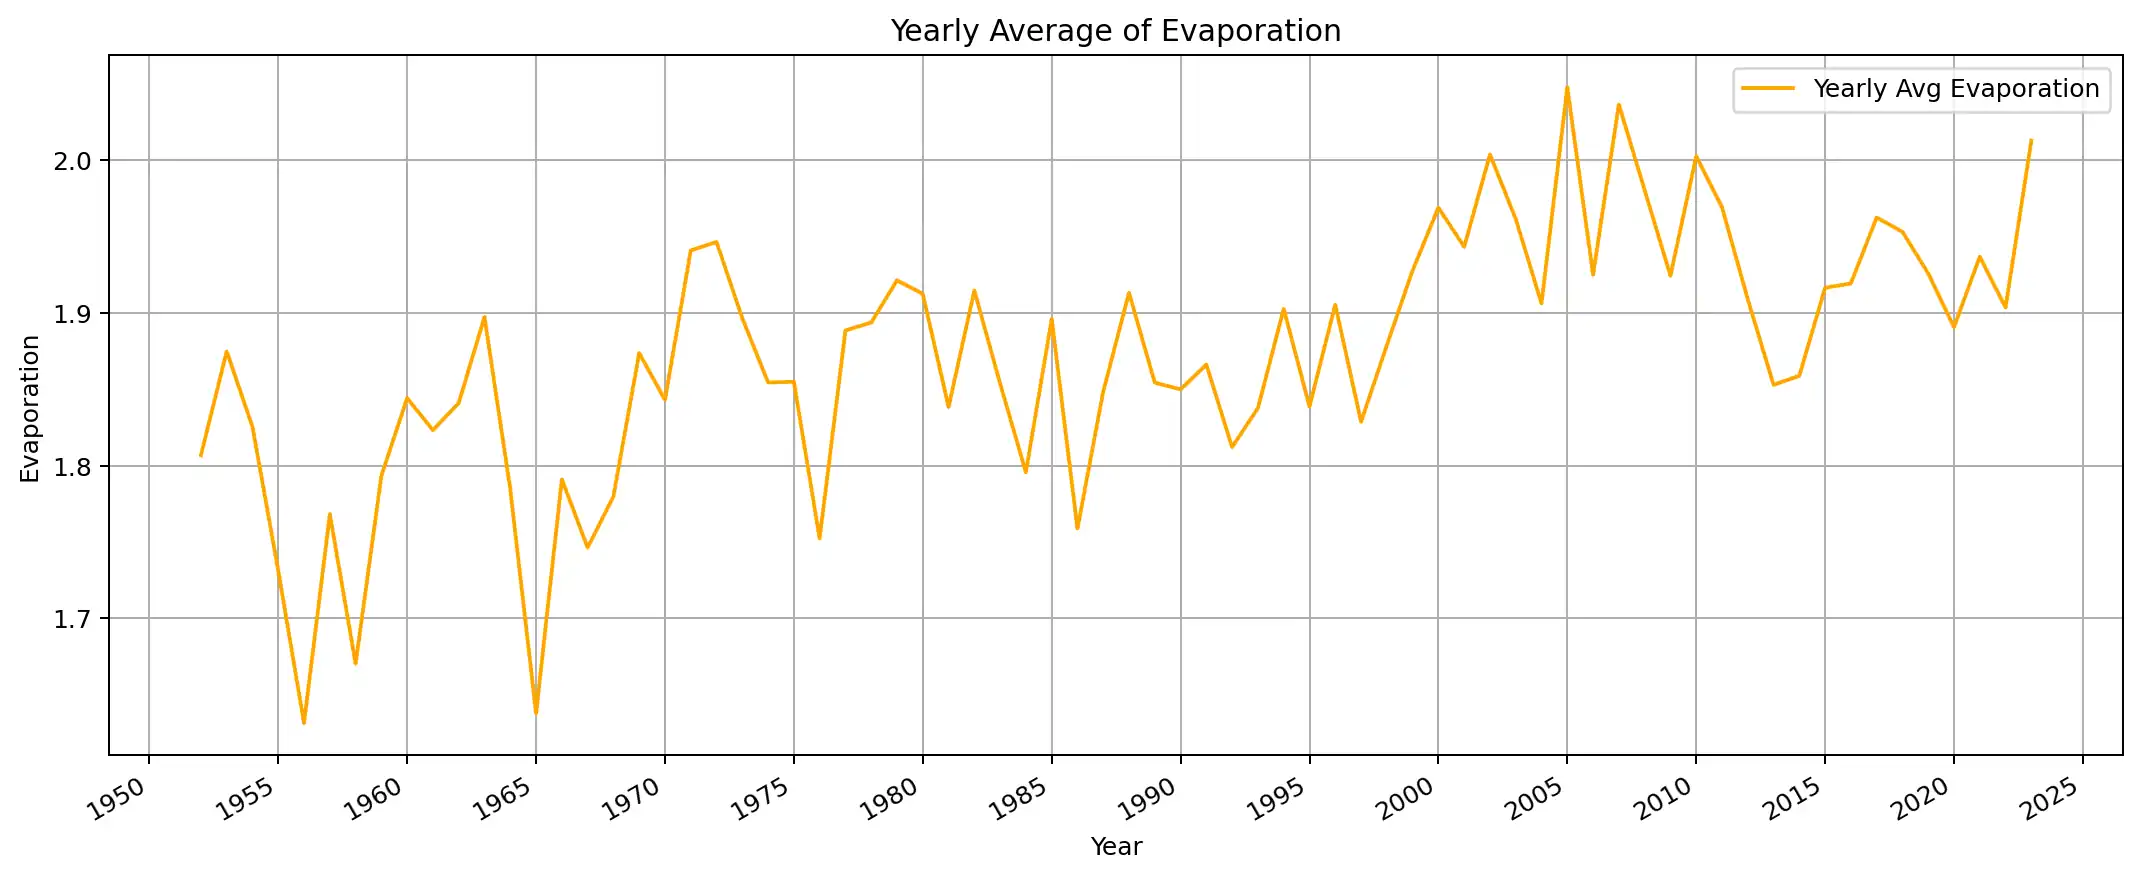 Yearly Average of Evaporation
Yearly Avg Evaporation
Evaporation
2.0
1.9
1.8
1.7
1950 1955 1960 1965 1970 1975 1980 1985 1990 1995 2000 2005 2010 2015 2020 2025
Year